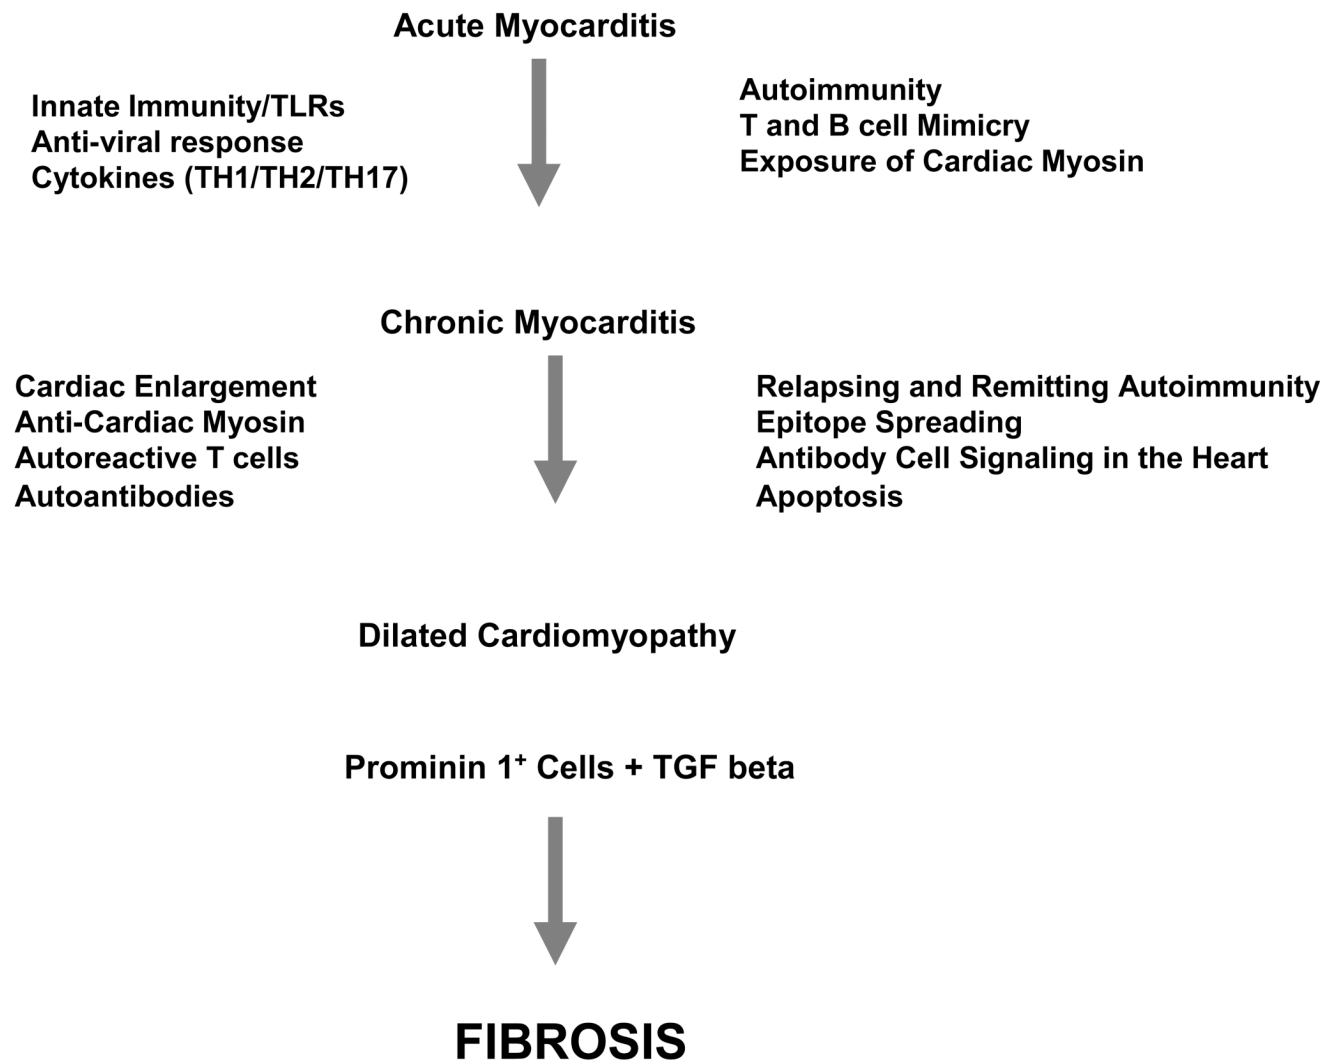 Acute Myocarditis
Innate Immunity/TLRs
Anti-viral response
Cytokines (TH1/TH2/TH17)
Autoimmunity
T and B cell Mimicry
Exposure of Cardiac Myosin
Chronic Myocarditis
Cardiac Enlargement
Anti-Cardiac Myosin
Autoreactive T cells
Autoantibodies
Relapsing and Remitting Autoimmunity
Epitope Spreading
Antibody Cell Signaling in the Heart
Apoptosis
Dilated Cardiomyopathy
Prominin 1⁺ Cells + TGF beta
FIBROSIS